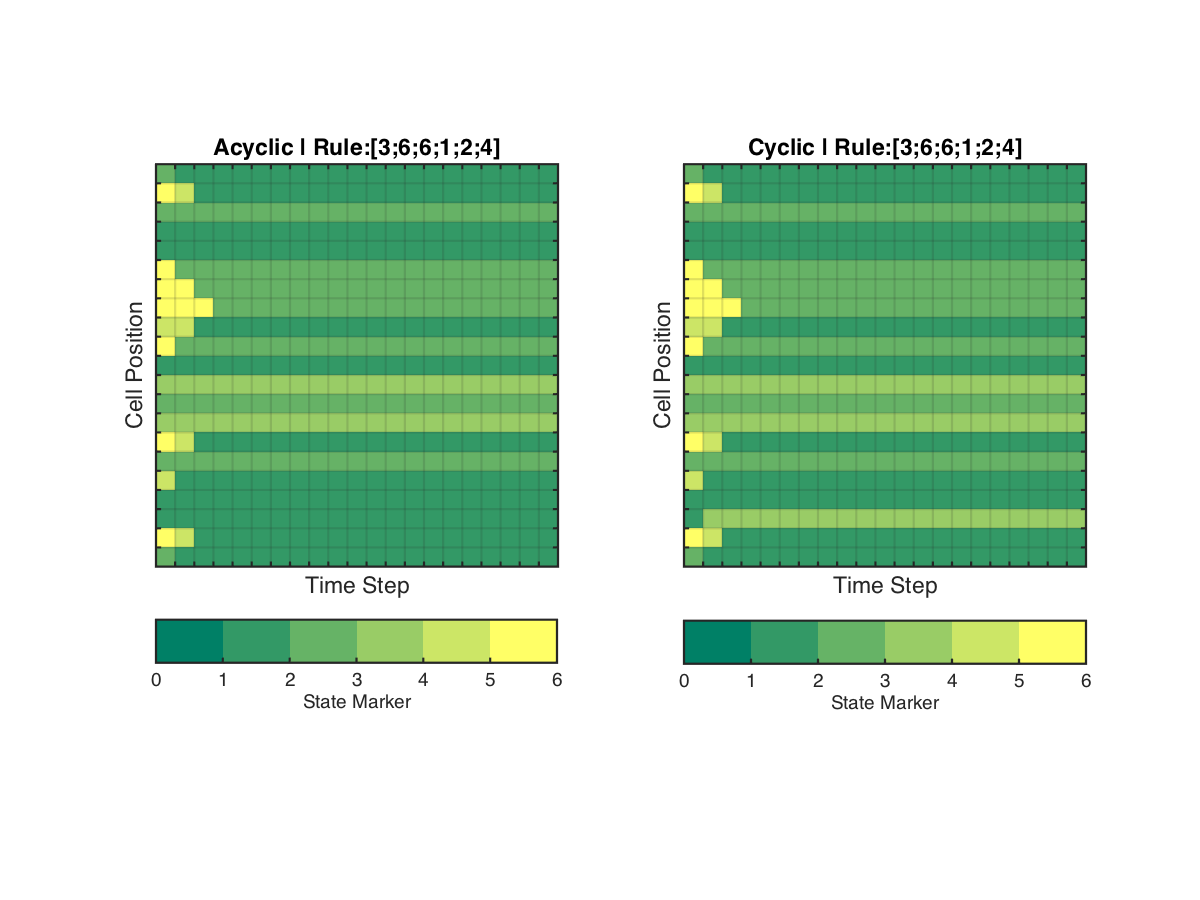 Acyclic | Rule:[3;6;6;1;2;4]
Cell Position
Time Step
0 1 2 3 4 5 6
State Marker
Cyclic | Rule:[3;6;6;1;2;4]
Cell Position
Time Step
0 1 2 3 4 5 6
State Marker